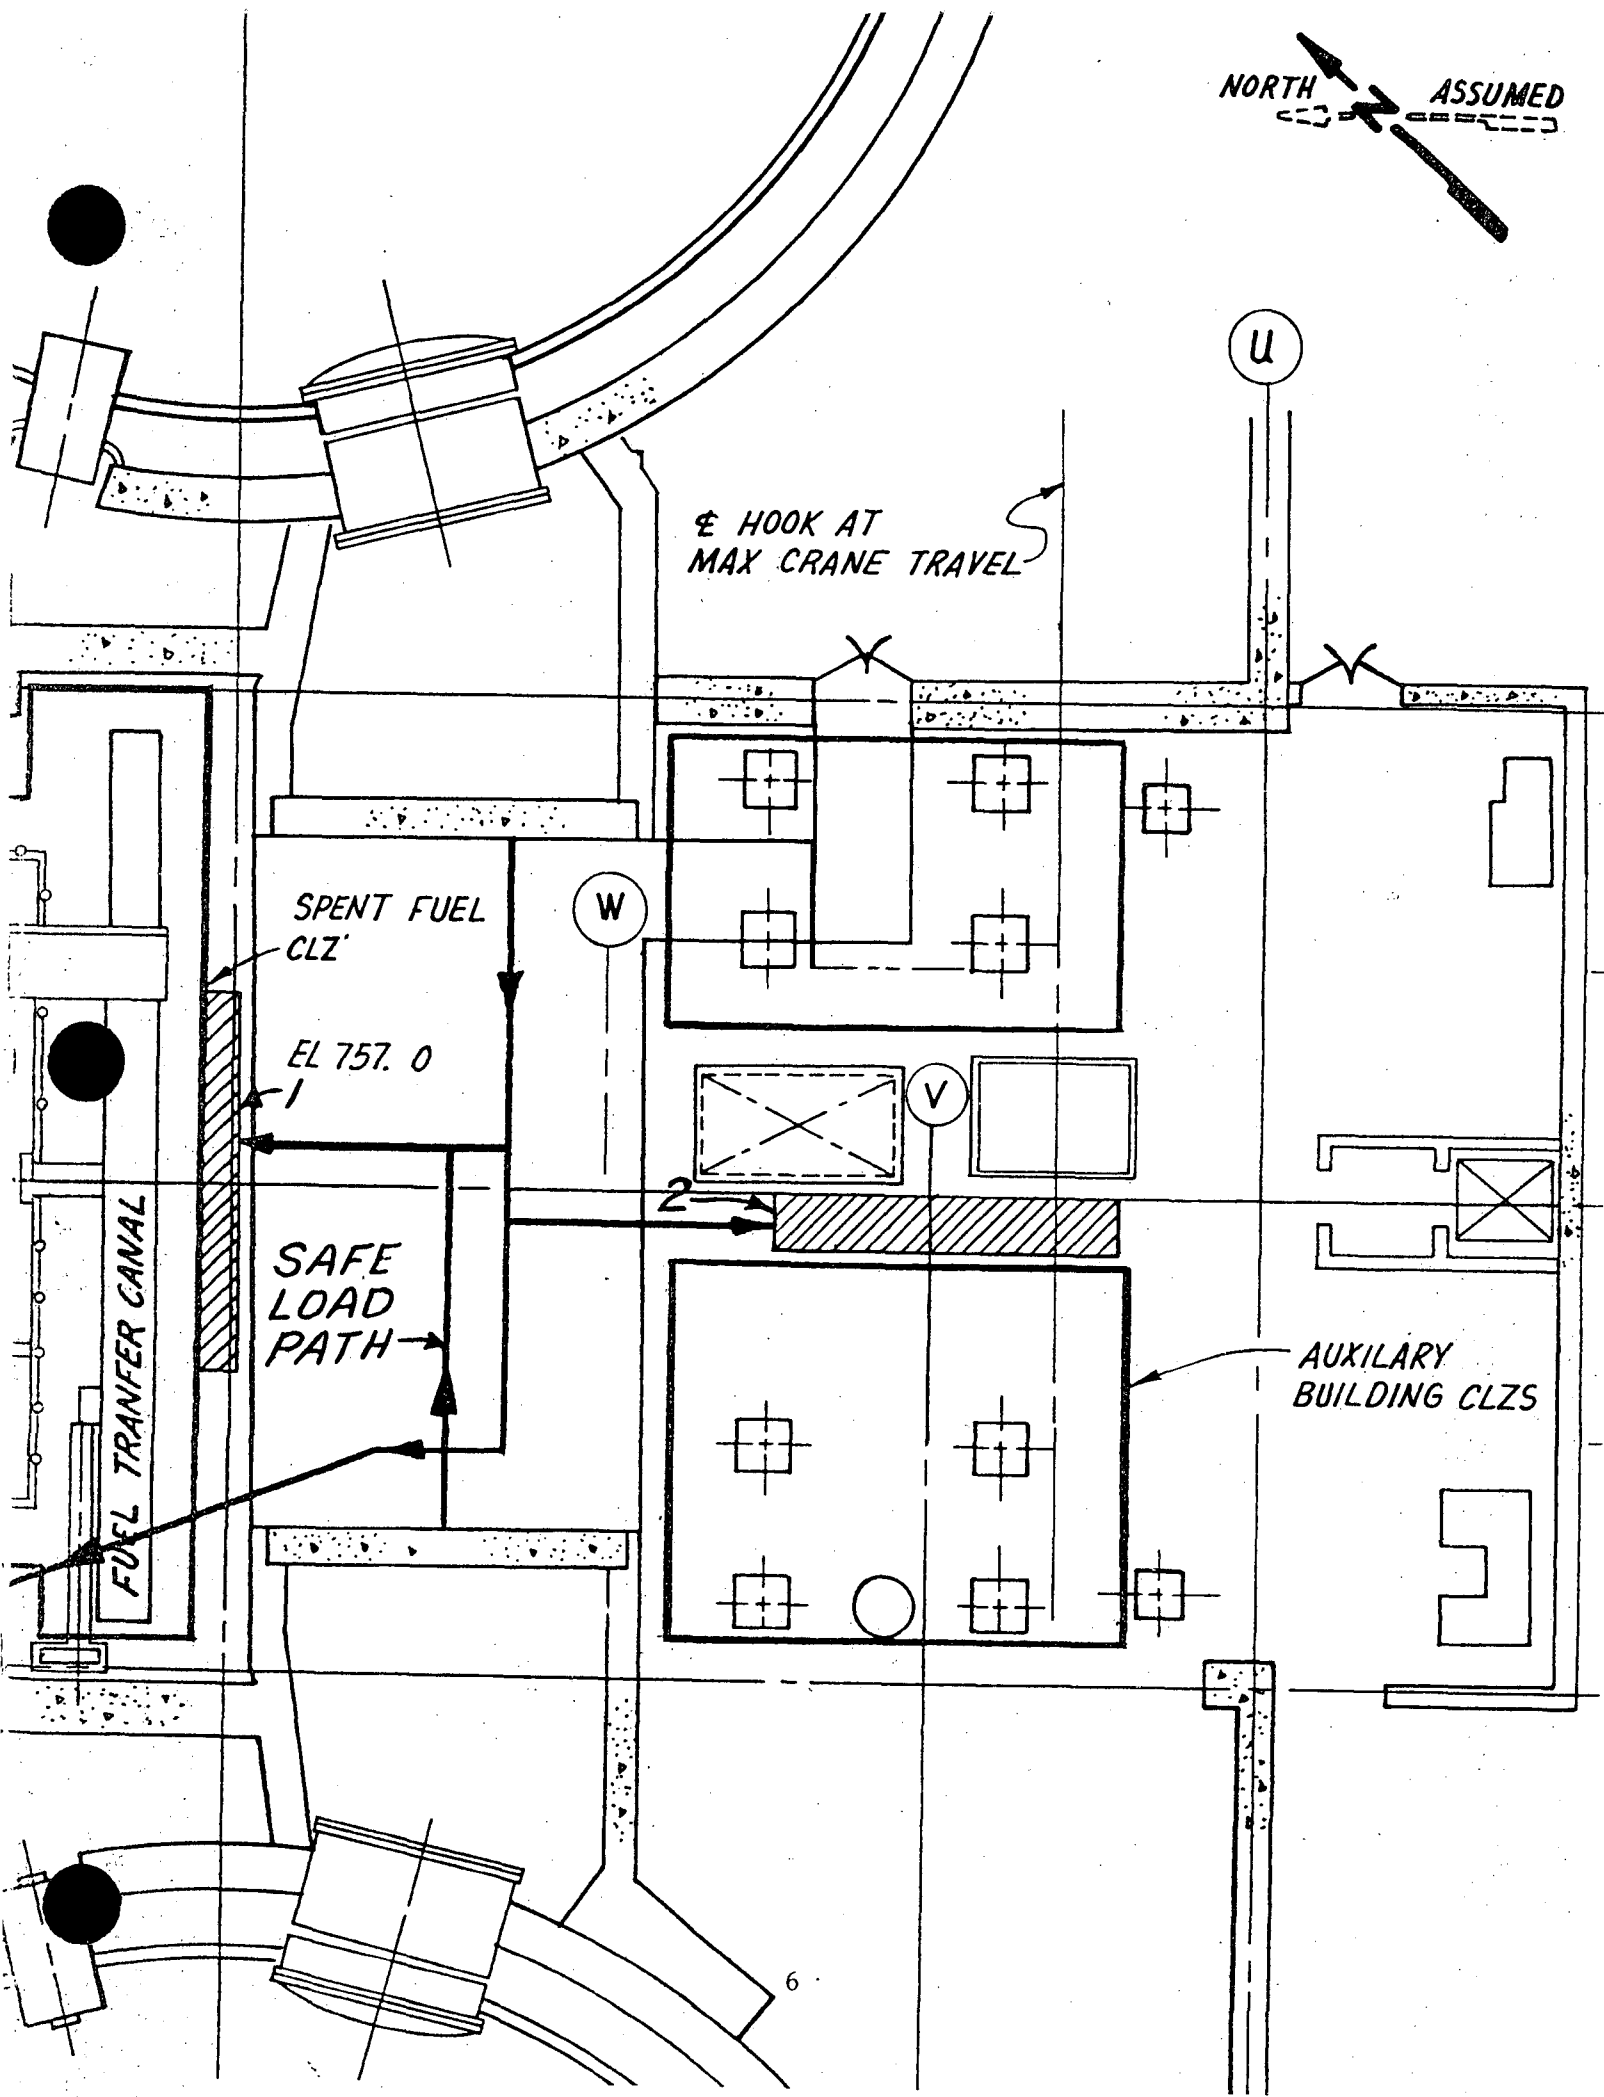 NORTH N ASSUMED
U
℄ HOOK AT
MAX CRANE TRAVEL
SPENT FUEL
CLZ
W
EL 757. 0
1
V
2
SAFE
LOAD
PATH
FUEL TRANFER CANAL
AUXILARY
BUILDING CLZS
6